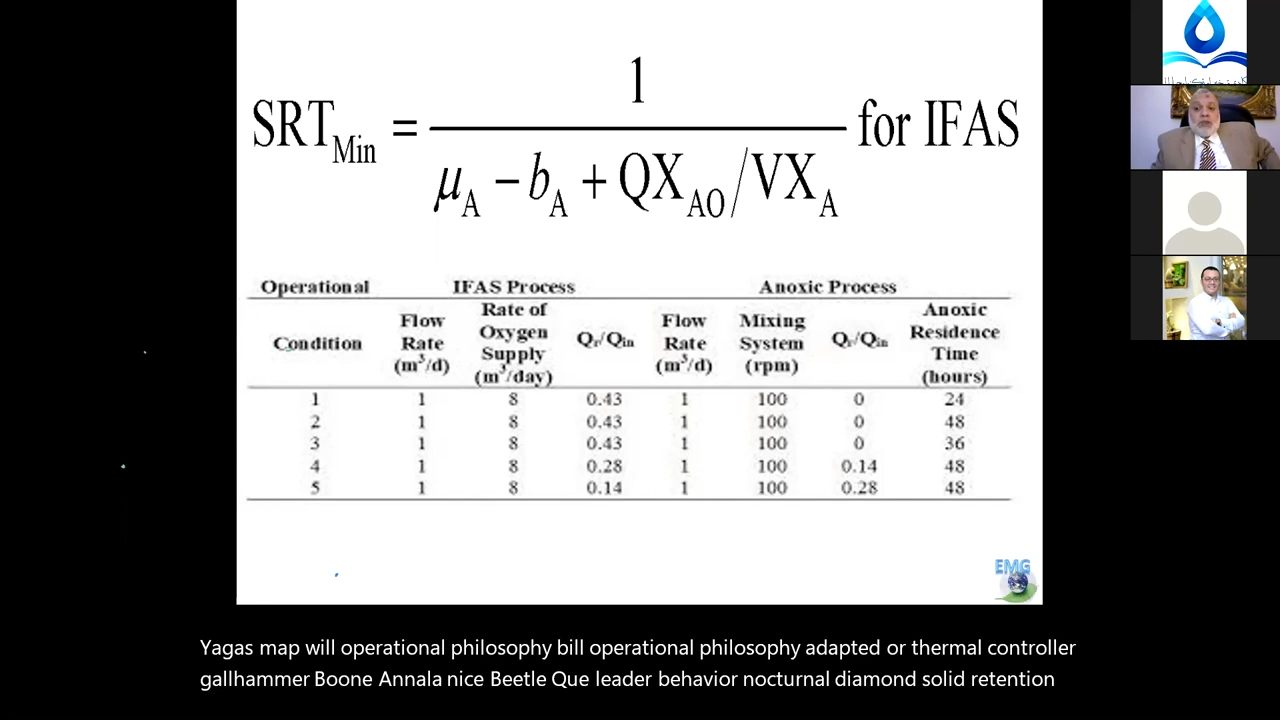 SRT_Min = 1 / (μ_A − b_A + QX_AO/VX_A) for IFAS
Operational IFAS Process Anoxic Process
Condition Flow Rate (m³/d) Rate of Oxygen Supply (m³/day) Qr/Qin Flow Rate (m³/d) Mixing System (rpm) Qr/Qin Anoxic Residence Time (hours)
1 1 8 0.43 1 100 0 24
2 1 8 0.43 1 100 0 48
3 1 8 0.43 1 100 0 36
4 1 8 0.28 1 100 0.14 48
5 1 8 0.14 1 100 0.28 48
EMG
Yagas map will operational philosophy bill operational philosophy adapted or thermal controller
gallhammer Boone Annala nice Beetle Que leader behavior nocturnal diamond solid retention